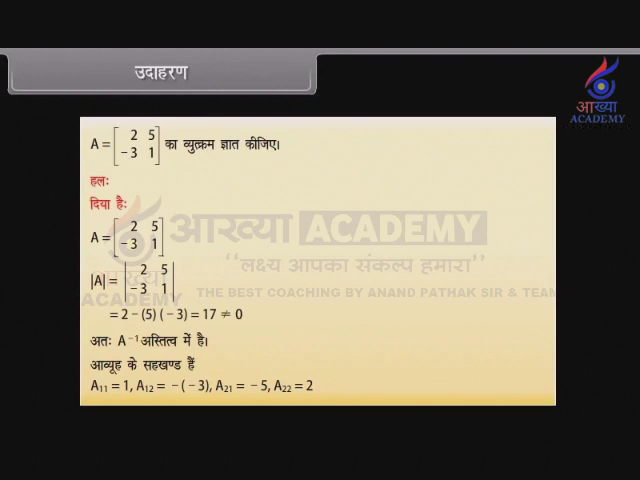 उदाहरण
आख्या
ACADEMY
A = [ 2 5
-3 1 ] का व्युत्क्रम ज्ञात कीजिए।
हलः
दिया हैः
आख्या ACADEMY
A = [ 2 5
-3 1 ]
‘‘लक्ष्य आपका संकल्प हमारा’’
|A| = | 2 5
-3 1 |
आख्या
ACADEMY
THE BEST COACHING BY ANAND PATHAK SIR & TEAM
= 2 - (5) (-3) = 17 ≠ 0
अतः A⁻¹ अस्तित्व में है।
आव्यूह के सहखण्ड हैं
A₁₁ = 1, A₁₂ = -(-3), A₂₁ = -5, A₂₂ = 2